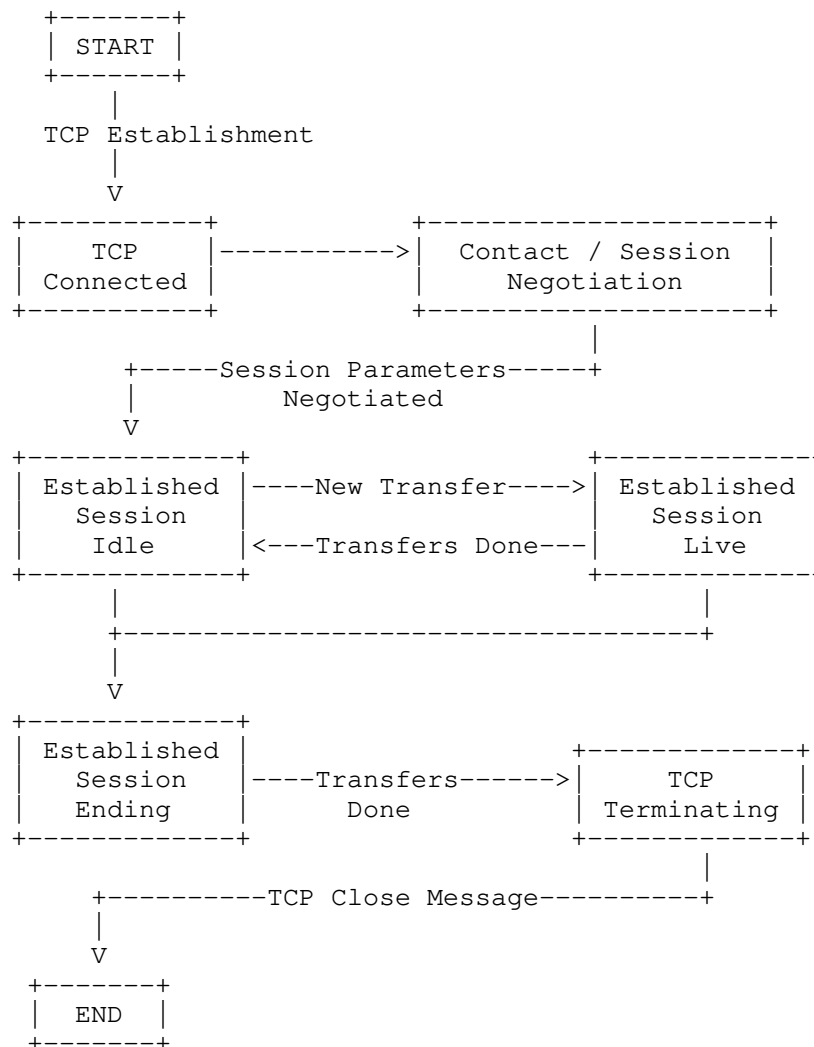 START
TCP Establishment
TCP Connected
Contact / Session Negotiation
Session Parameters Negotiated
Established Session Idle
New Transfer
Transfers Done
Established Session Live
Established Session Ending
Transfers Done
TCP Terminating
TCP Close Message
END